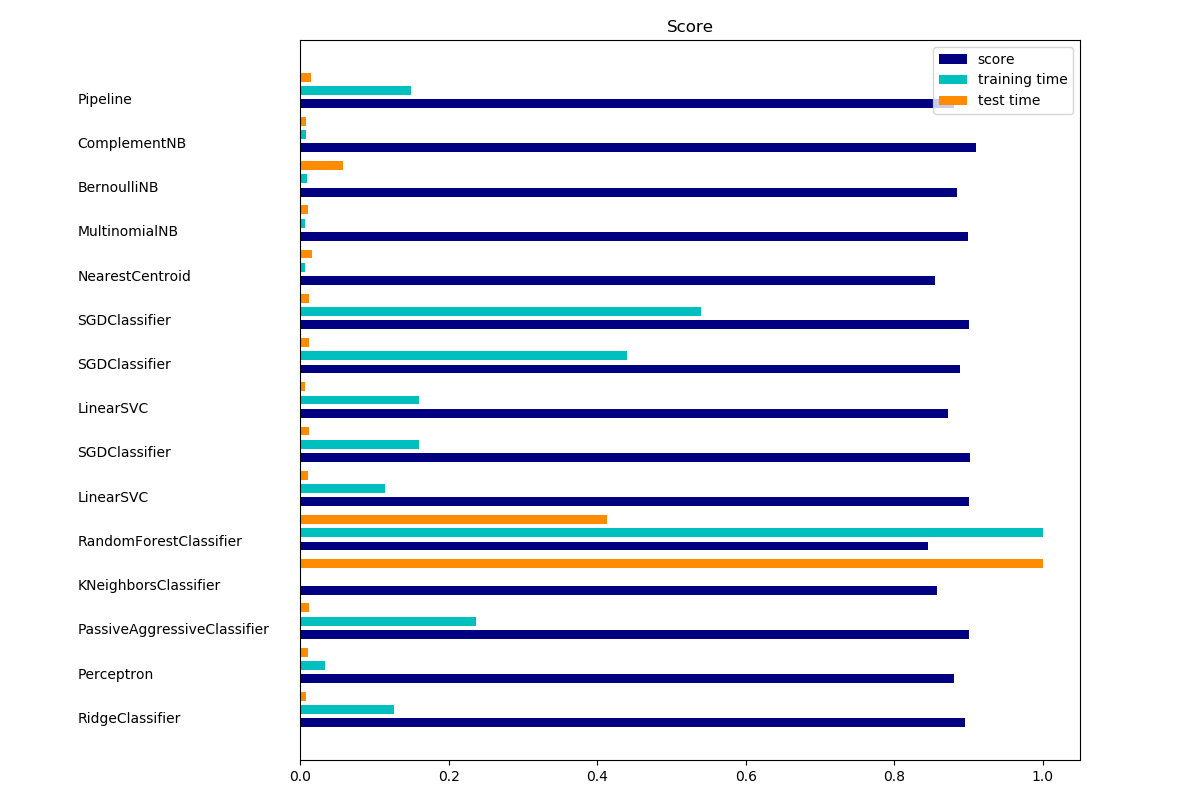 Score
score
training time
test time
Pipeline
ComplementNB
BernoulliNB
MultinomialNB
NearestCentroid
SGDClassifier
SGDClassifier
LinearSVC
SGDClassifier
LinearSVC
RandomForestClassifier
KNeighborsClassifier
PassiveAggressiveClassifier
Perceptron
RidgeClassifier
0.0 0.2 0.4 0.6 0.8 1.0